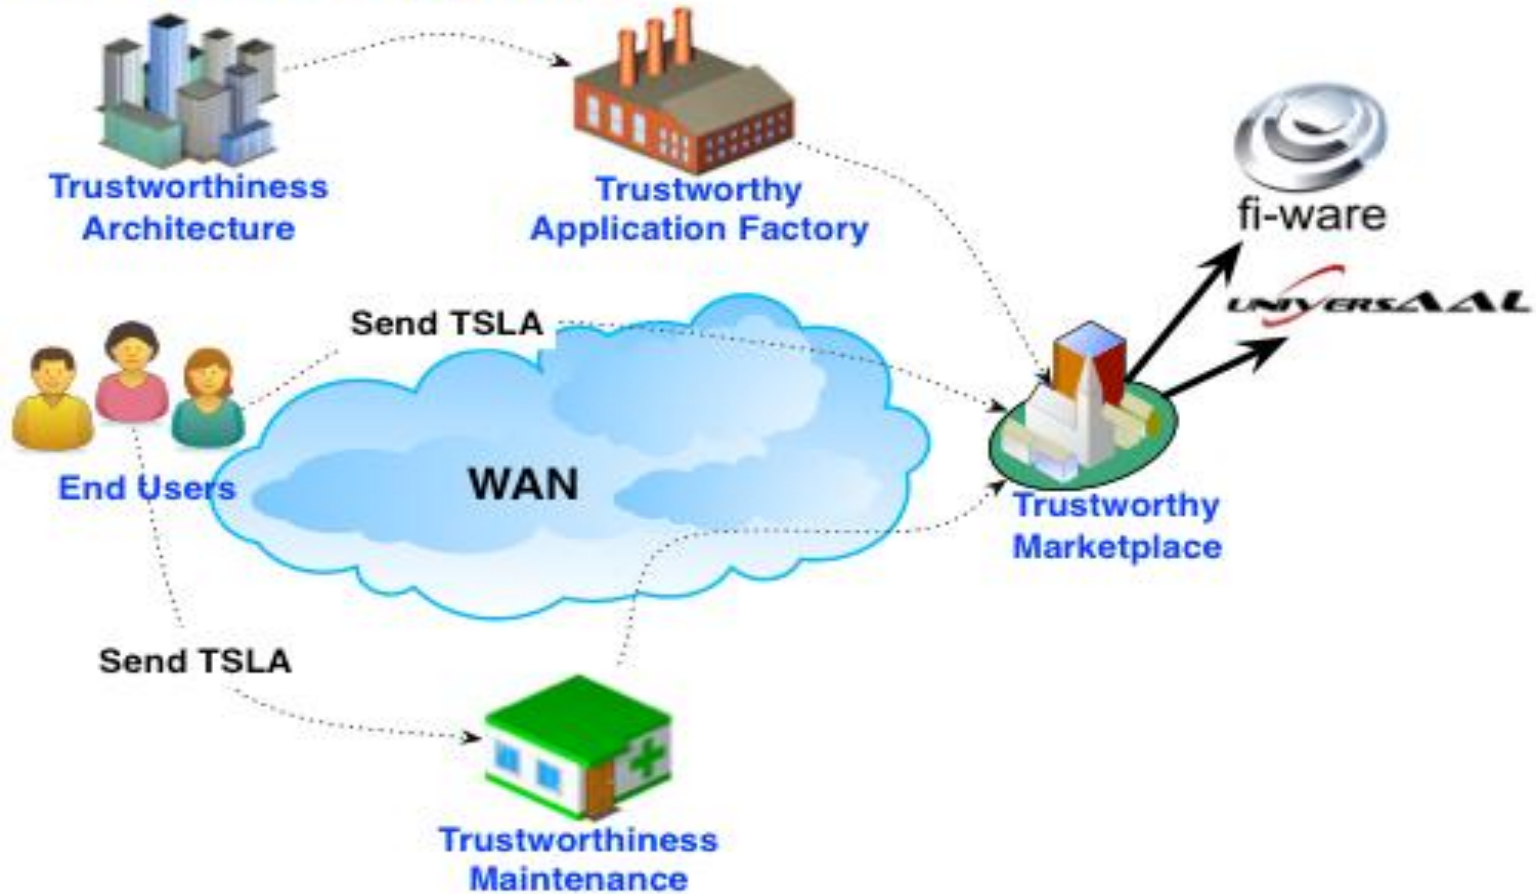 Trustworthiness
Architecture
Trustworthy
Application Factory
fi-ware
UNIVERSAAL
Send TSLA
End Users
WAN
Trustworthy
Marketplace
Send TSLA
Trustworthiness
Maintenance